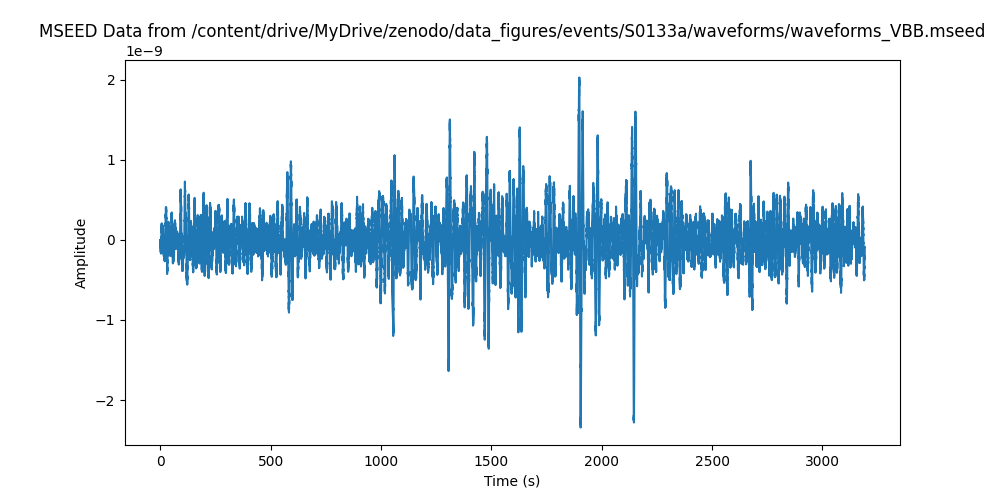 MSEED Data from /content/drive/MyDrive/zenodo/data_figures/events/S0133a/waveforms/waveforms_VBB.mseed
1e−9
2
1
0
−1
−2
Amplitude
0 500 1000 1500 2000 2500 3000
Time (s)